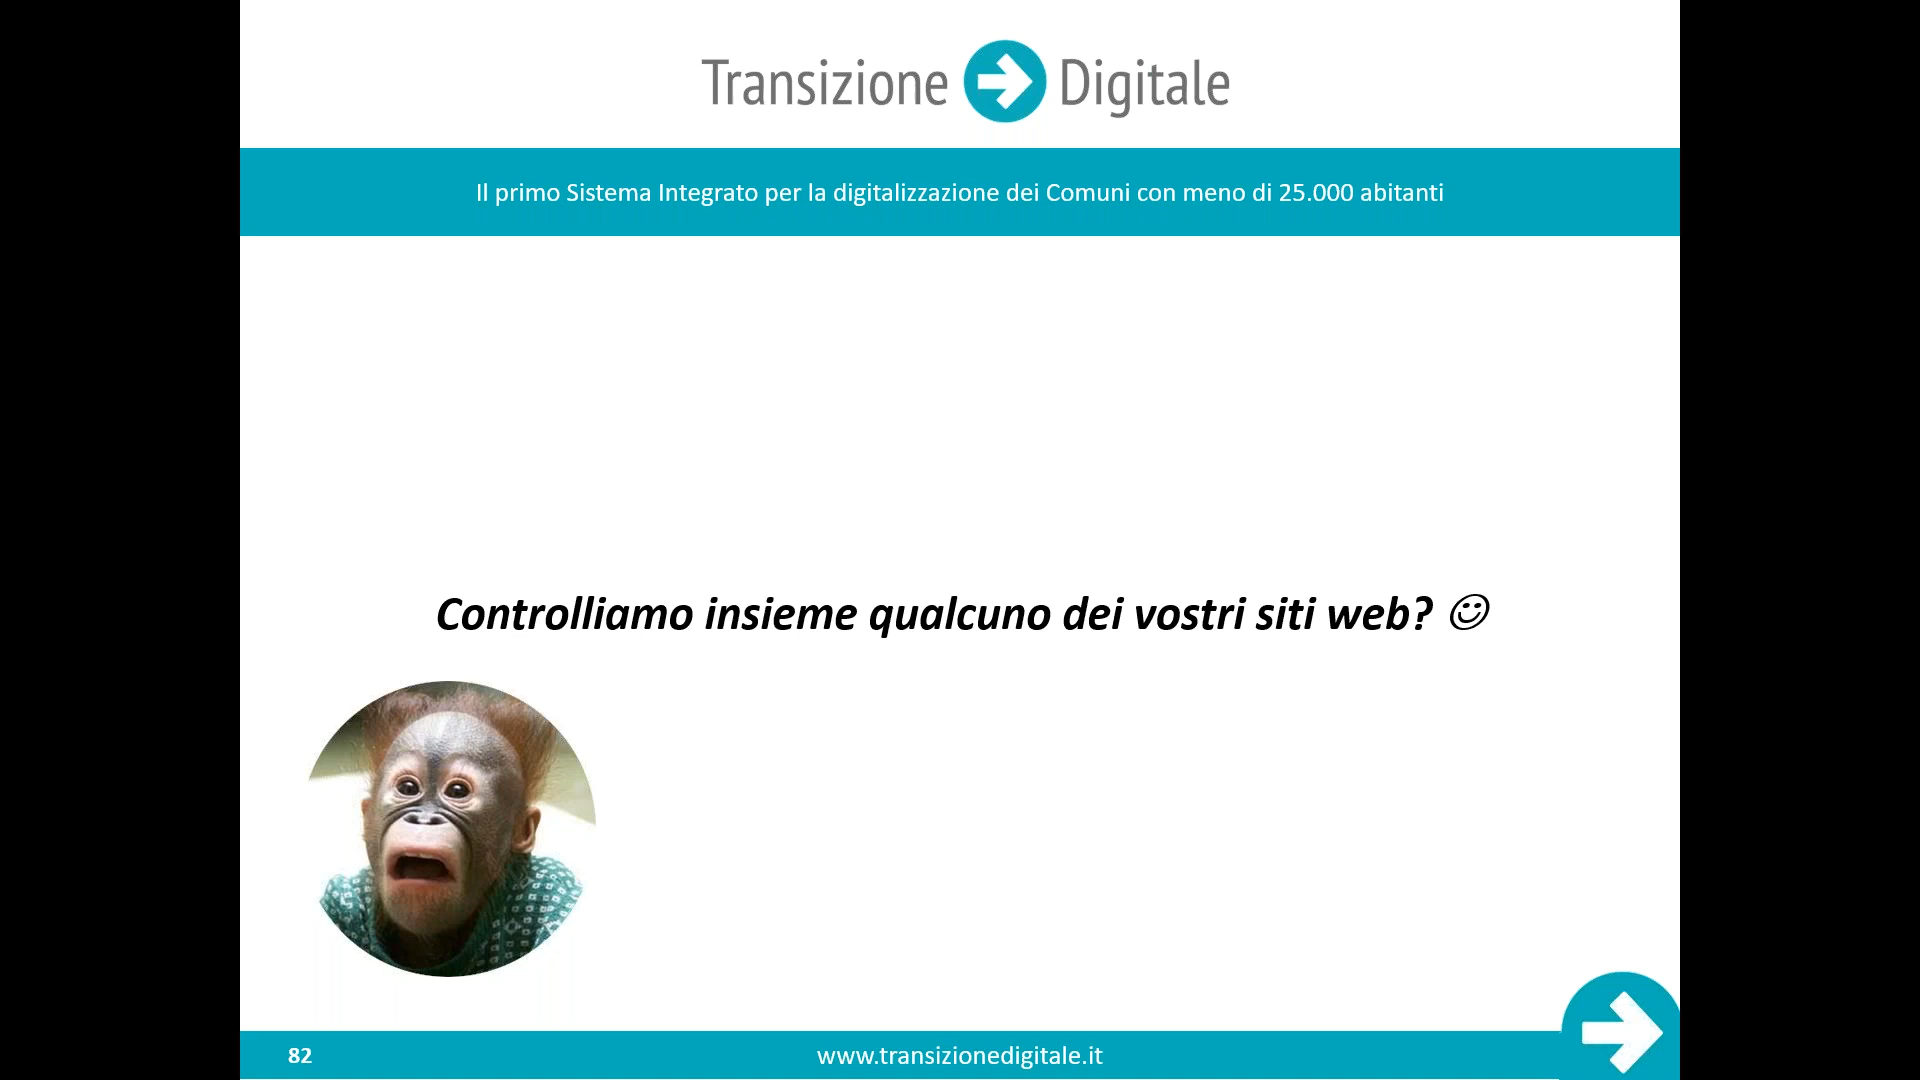 Transizione Digitale
Il primo Sistema Integrato per la digitalizzazione dei Comuni con meno di 25.000 abitanti
Controlliamo insieme qualcuno dei vostri siti web? ☺
82
www.transizionedigitale.it